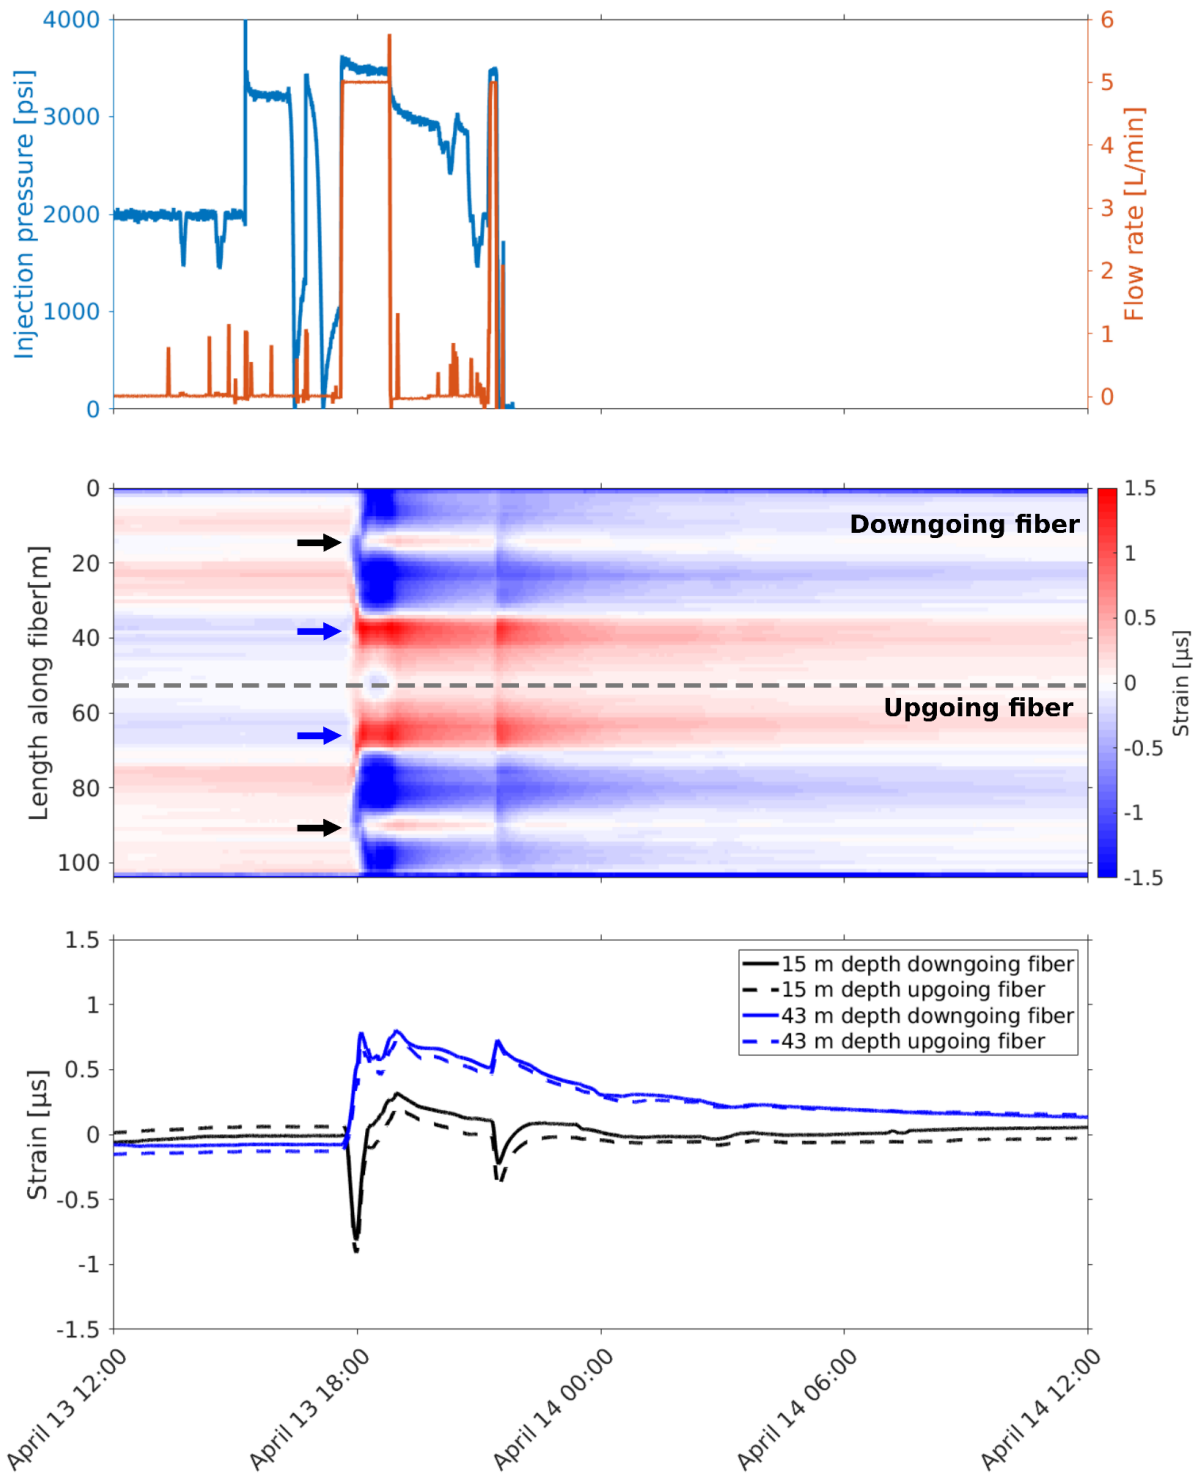 4000
3000
2000
1000
0
Injection pressure [psi]
6
5
4
3
2
1
0
Flow rate [L/min]
0
20
40
60
80
100
Length along fiber[m]
Downgoing fiber
Upgoing fiber
1.5
1
0.5
0
-0.5
-1
-1.5
Strain [µs]
1.5
1
0.5
0
-0.5
-1
-1.5
Strain [µs]
15 m depth downgoing fiber
15 m depth upgoing fiber
43 m depth downgoing fiber
43 m depth upgoing fiber
April 13 12:00
April 13 18:00
April 14 00:00
April 14 06:00
April 14 12:00